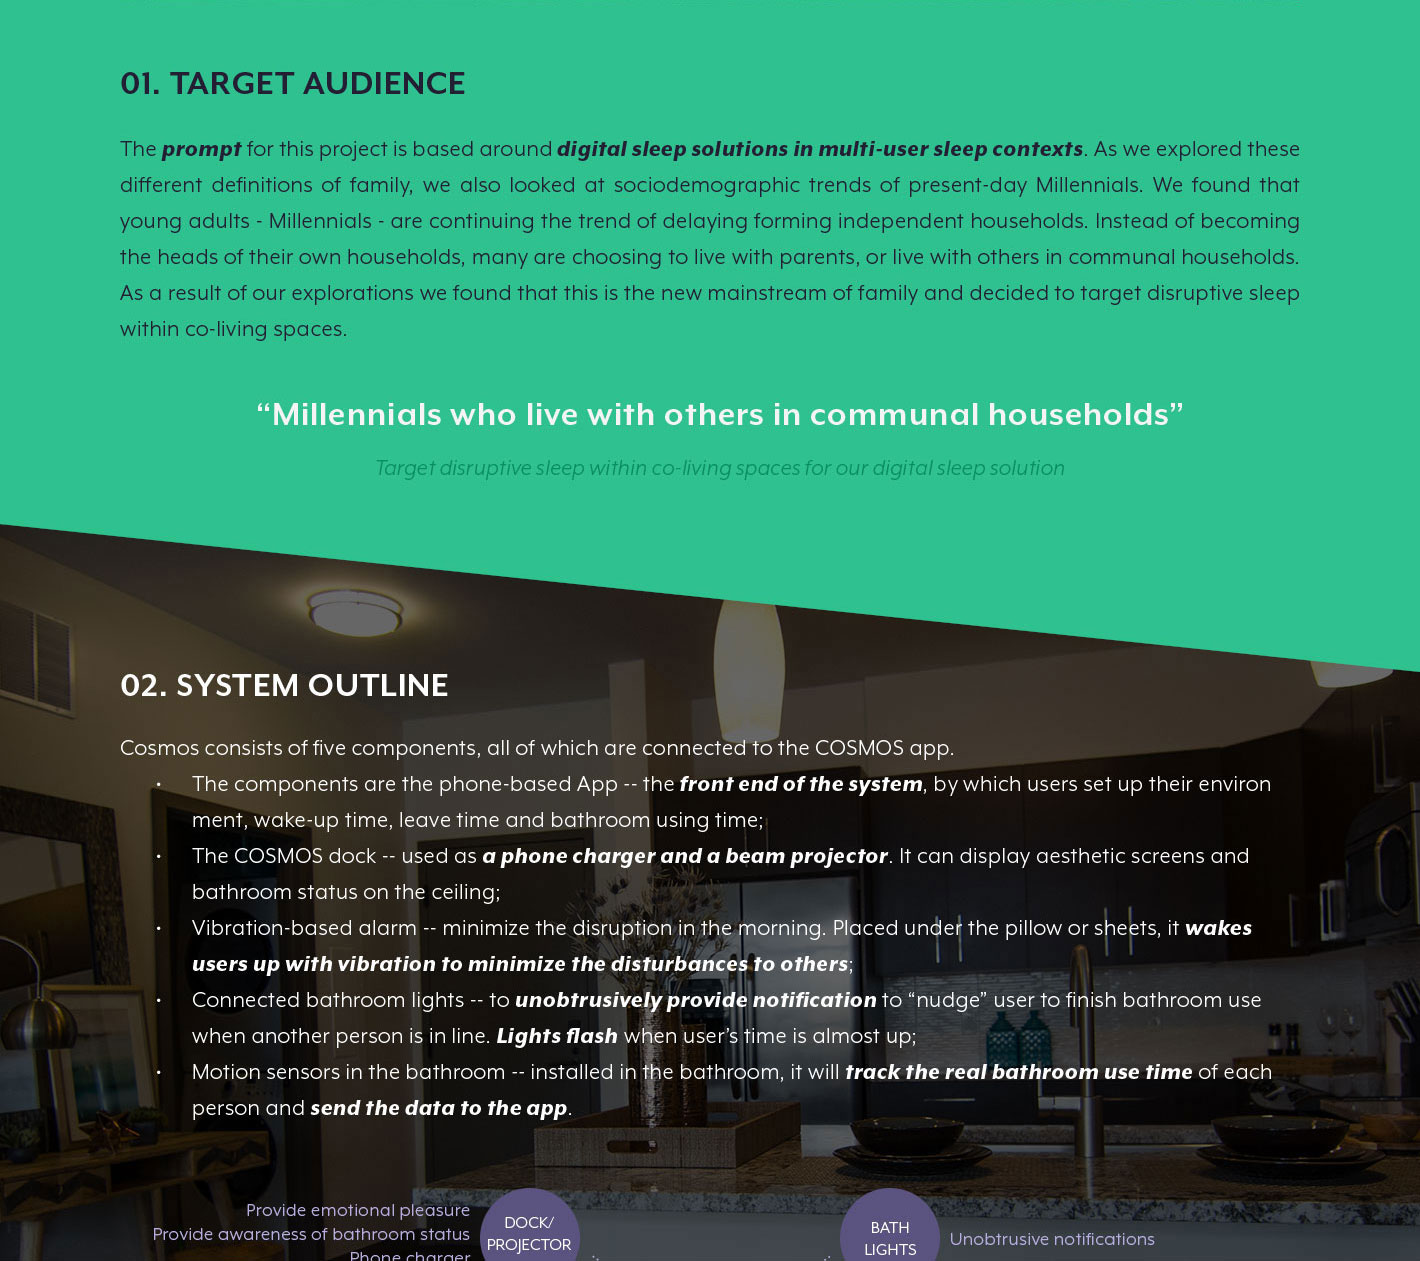 01. TARGET AUDIENCE
The prompt for this project is based around digital sleep solutions in multi-user sleep contexts. As we explored these
different definitions of family, we also looked at sociodemographic trends of present-day Millennials. We found that
young adults - Millennials - are continuing the trend of delaying forming independent households. Instead of becoming
the heads of their own households, many are choosing to live with parents, or live with others in communal households.
As a result of our explorations we found that this is the new mainstream of family and decided to target disruptive sleep
within co-living spaces.
“Millennials who live with others in communal households”
Target disruptive sleep within co-living spaces for our digital sleep solution
02. SYSTEM OUTLINE
Cosmos consists of five components, all of which are connected to the COSMOS app.
• The components are the phone-based App -- the front end of the system, by which users set up their environ
ment, wake-up time, leave time and bathroom using time;
• The COSMOS dock -- used as a phone charger and a beam projector. It can display aesthetic screens and
bathroom status on the ceiling;
• Vibration-based alarm -- minimize the disruption in the morning. Placed under the pillow or sheets, it wakes
users up with vibration to minimize the disturbances to others;
• Connected bathroom lights -- to unobtrusively provide notification to “nudge” user to finish bathroom use
when another person is in line. Lights flash when user’s time is almost up;
• Motion sensors in the bathroom -- installed in the bathroom, it will track the real bathroom use time of each
person and send the data to the app.
Provide emotional pleasure
Provide awareness of bathroom status
Phone charger
DOCK/
PROJECTOR
BATH
LIGHTS
Unobtrusive notifications